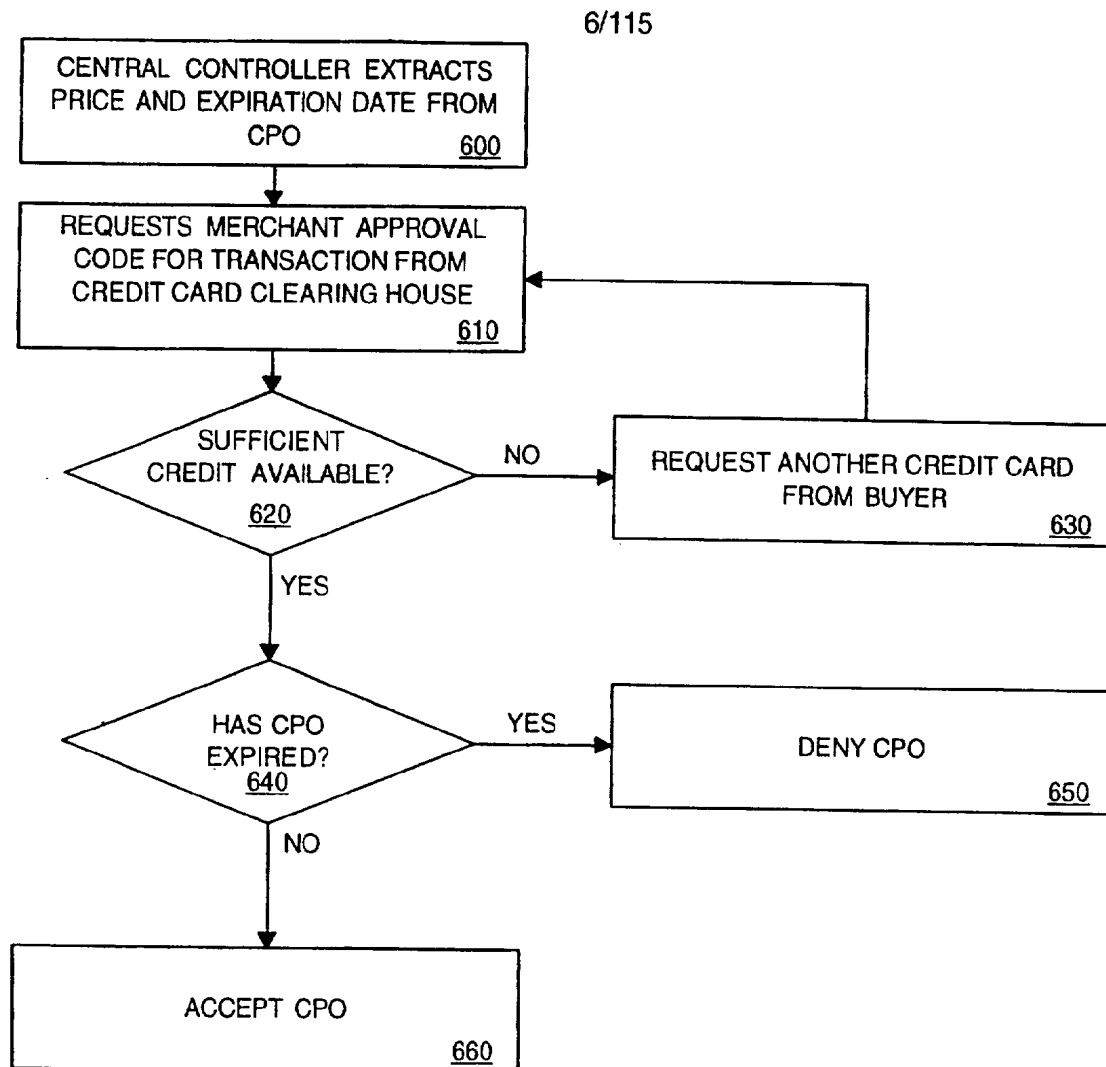 6/115
CENTRAL CONTROLLER EXTRACTS
PRICE AND EXPIRATION DATE FROM
CPO
600
REQUESTS MERCHANT APPROVAL
CODE FOR TRANSACTION FROM
CREDIT CARD CLEARING HOUSE
610
SUFFICIENT
CREDIT AVAILABLE?
620
NO
REQUEST ANOTHER CREDIT CARD
FROM BUYER
630
YES
HAS CPO
EXPIRED?
640
YES
DENY CPO
650
NO
ACCEPT CPO
660